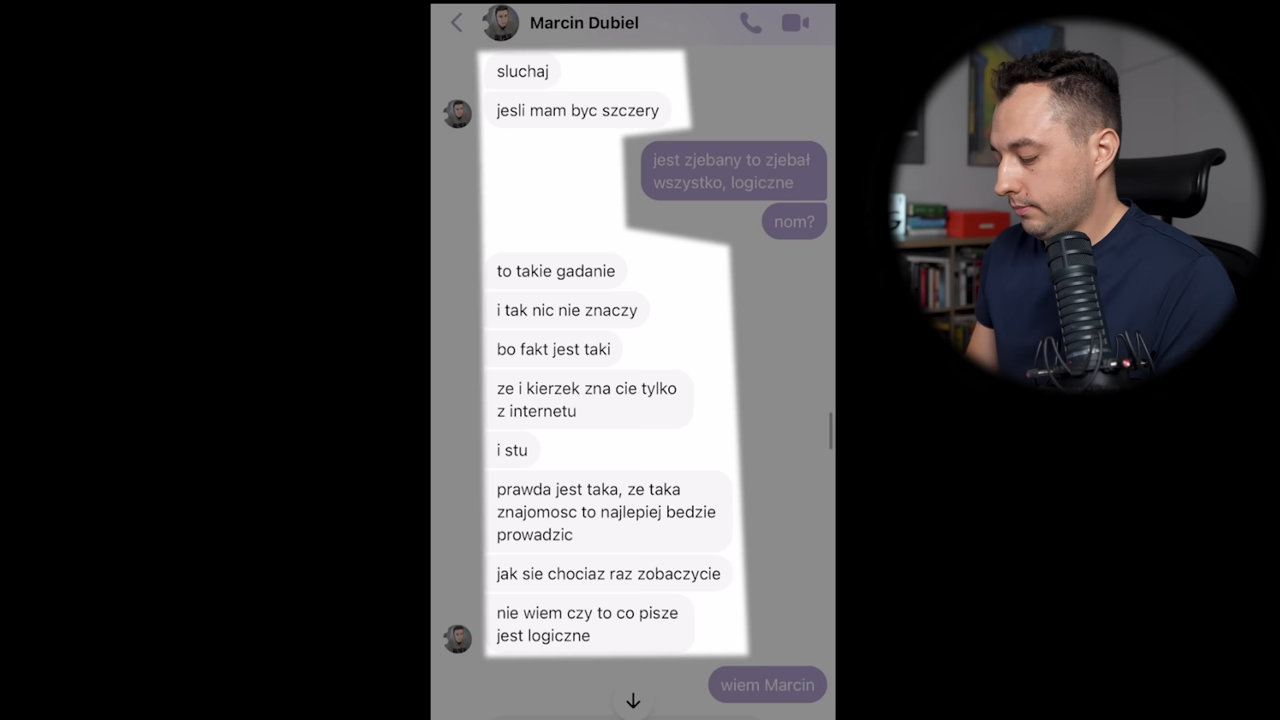 Marcin Dubiel
sluchaj
jesli mam byc szczery
jest zjebany to zjebał
wszystko, logiczne
nom?
to takie gadanie
i tak nic nie znaczy
bo fakt jest taki
ze i kierzek zna cie tylko
z internetu
i stu
prawda jest taka, ze taka
znajomosc to najlepiej bedzie
prowadzic
jak sie chociaz raz zobaczycie
nie wiem czy to co pisze
jest logiczne
wiem Marcin